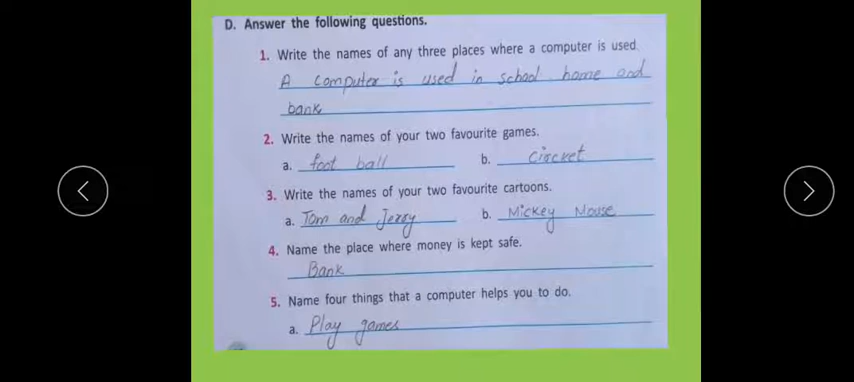 D. Answer the following questions.
1. Write the names of any three places where a computer is used.
A computer is used in school home and
bank
2. Write the names of your two favourite games.
a. foot ball b. circket
3. Write the names of your two favourite cartoons.
a. Tom and Jerry b. Mickey Mouse
4. Name the place where money is kept safe.
Bank
5. Name four things that a computer helps you to do.
a. Play games